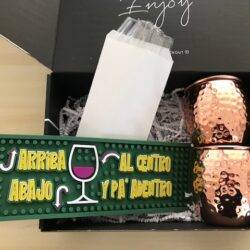 Enjoy
ARRIBA AL CENTRO
ABAJO Y PA' ADENTRO